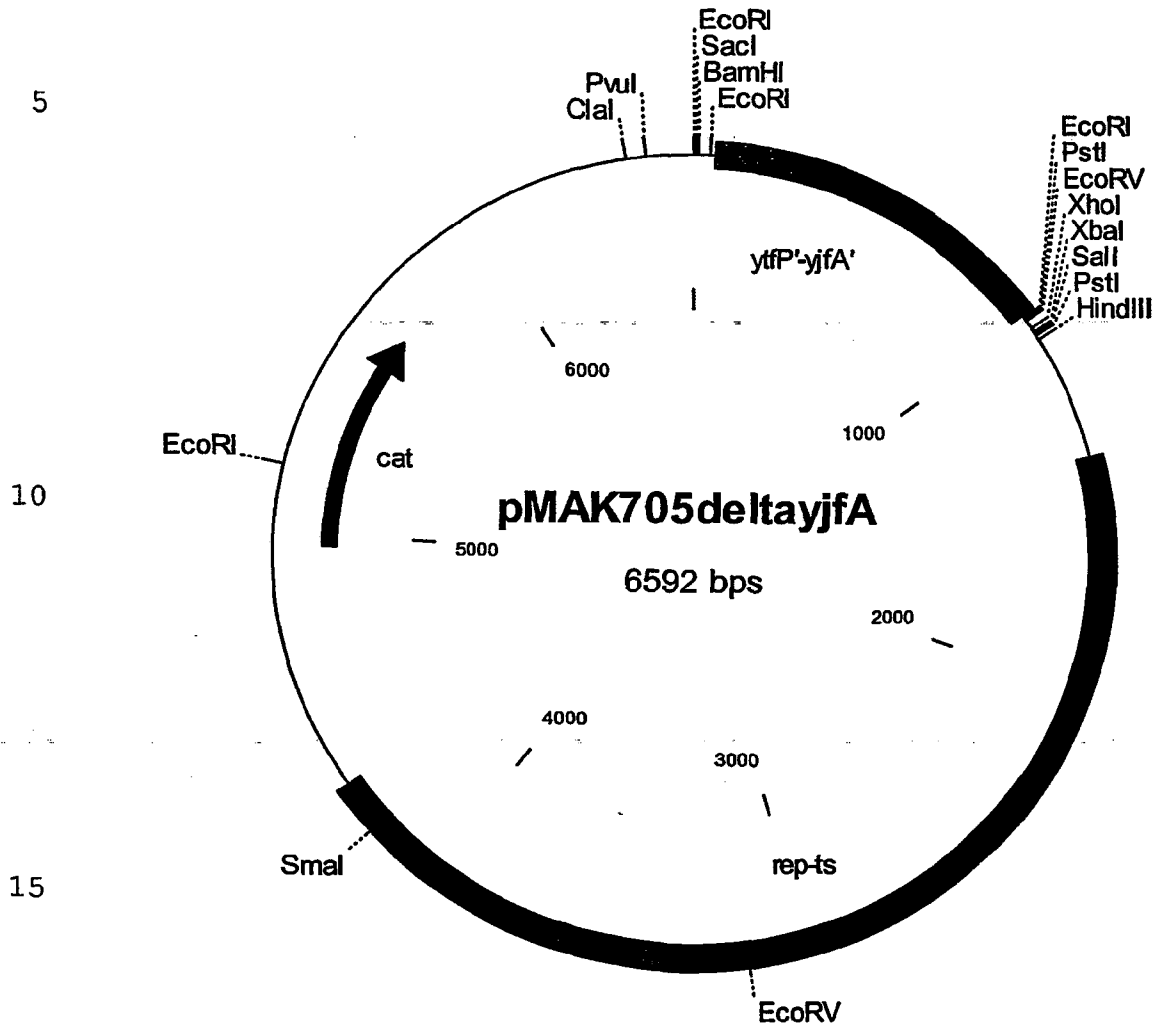 EcoRI
SacI
BamHI
EcoRI
PvuI
ClaI
5
EcoRI
PstI
EcoRV
XhoI
XbaI
SalI
PstI
HindIII
ytfP'-yjfA'
6000
1000
EcoRI
cat
10
pMAK705deltayjfA
5000
6592 bps
2000
4000
3000
SmaI
rep-ts
15
EcoRV